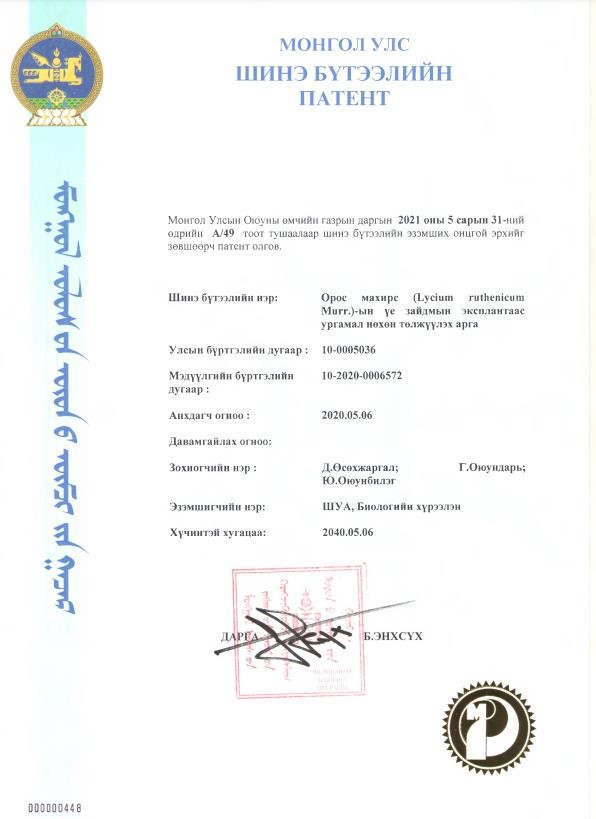 МОНГОЛ УЛС
ШИНЭ БҮТЭЭЛИЙН
ПАТЕНТ
Монгол Улсын Оюуны өмчийн газрын даргын 2021 оны 5 сарын 31-ний
өдрийн А/49 тоот тушаалаар шинэ бүтээлийн эзэмших онцгой эрхийг
зөвшөөрч патент олгов.
Шинэ бүтээлийн нэр: Орос махирс (Lycium ruthenicum
Murr.)-ын үе зайдмын эксплантаас
ургамал нөхөн төлжүүлэх арга
Улсын бүртгэлийн дугаар : 10-0005036
Мэдүүлгийн бүртгэлийн 10-2020-0006572
дугаар :
Анхдагч огноо : 2020.05.06
Давамгайлах огноо:
Зохиогчийн нэр : Д.Өсөхжаргал; Г.Оюундарь;
Ю.Оюунбилэг
Эзэмшигчийн нэр: ШУА, Биологийн хүрээлэн
Хүчинтэй хугацаа: 2040.05.06
ДАРГА Б.ЭНХСҮХ
000000448